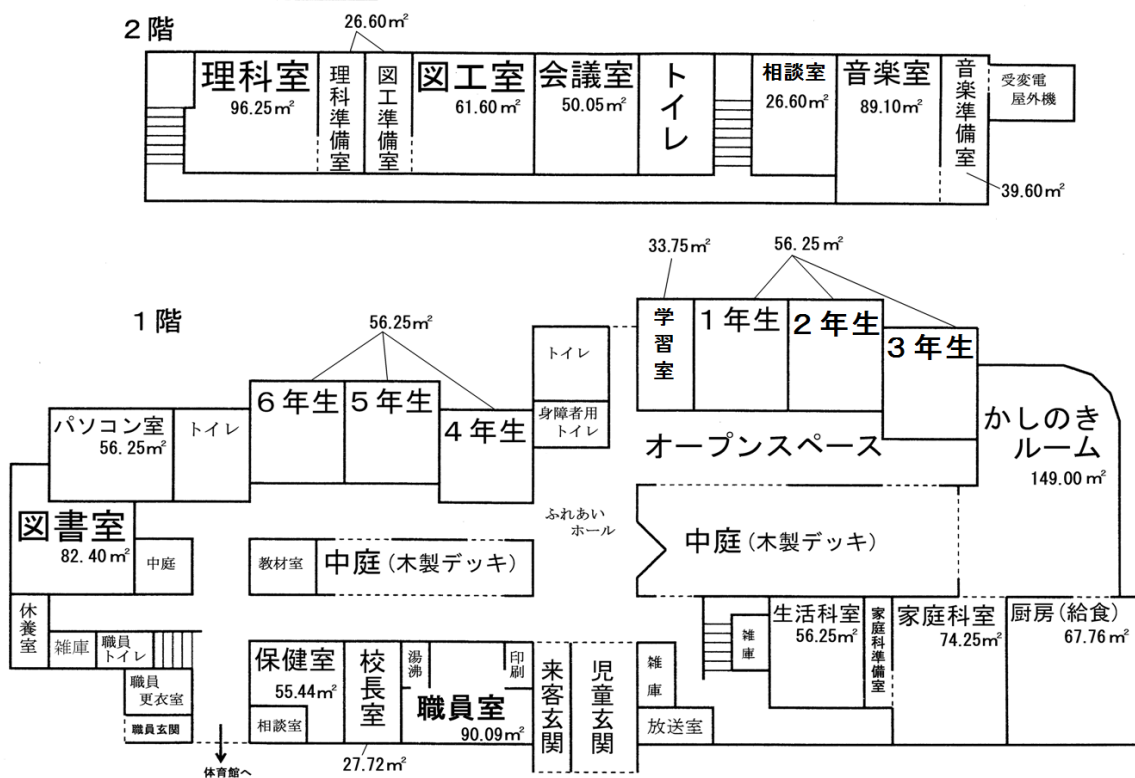 ２階
26.60㎡
理科室
96.25㎡
理科準備室
図工準備室
図工室
61.60㎡
会議室
50.05㎡
トイレ
相談室
26.60㎡
音楽室
89.10㎡
音楽準備室
39.60㎡
受変電
屋外機
１階
56.25㎡
33.75㎡
56.25㎡
パソコン室
56.25㎡
トイレ
６年生
５年生
４年生
トイレ
身障者用
トイレ
学習室
１年生
２年生
３年生
オープンスペース
かしのき
ルーム
149.00㎡
図書室
82.40㎡
中庭
教材室
中庭(木製デッキ)
ふれあい
ホール
中庭(木製デッキ)
休養室
雑庫
職員
トイレ
職員
更衣室
職員玄関
体育館へ
保健室
55.44㎡
相談室
校長室
27.72㎡
湯沸
印刷
職員室
90.09㎡
来客玄関
児童玄関
雑庫
放送室
雑庫
生活科室
56.25㎡
家庭科準備室
家庭科室
74.25㎡
厨房(給食)
67.76㎡